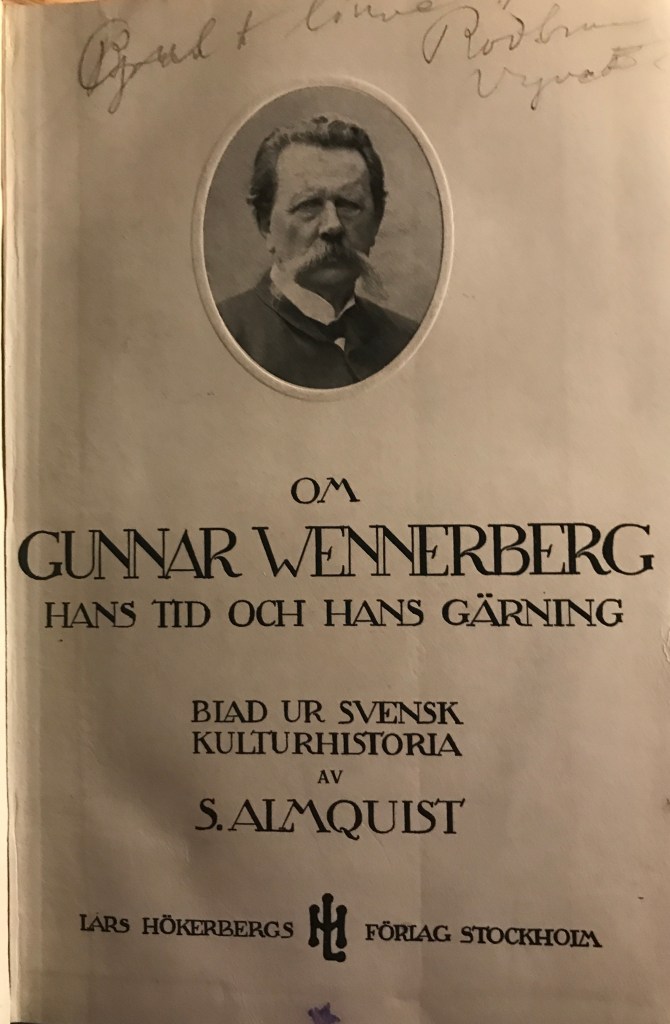 OM
GUNNAR WENNERBERG
HANS TID OCH HANS GÄRNING
BLAD UR SVENSK
KULTURHISTORIA
AV
S. ALMQUIST
LARS HÖKERBERGS FÖRLAG STOCKHOLM